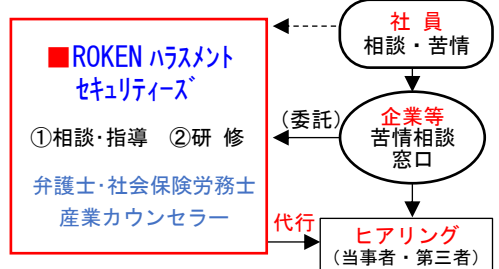 ■ROKEN ハラスメント
セキュリティーズ
①相談･指導 ②研 修
弁護士･社会保険労務士
産業カウンセラー
社 員
相談・苦情
(委託)
企業等
苦情相談
窓口
代行
ヒアリング
(当事者・第三者)